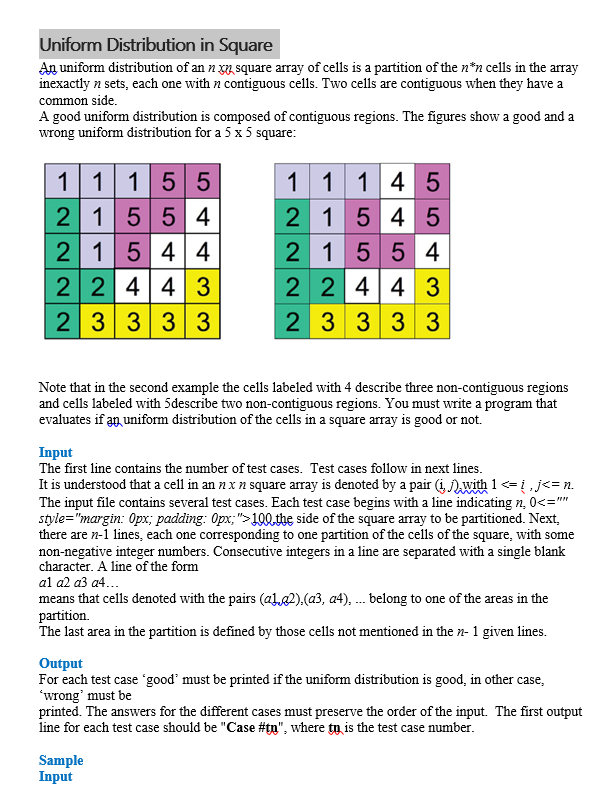 Uniform Distribution in Square
An uniform distribution of an n xn square array of cells is a partition of the n*n cells in the array
inexactly n sets, each one with n contiguous cells. Two cells are contiguous when they have a
common side.
A good uniform distribution is composed of contiguous regions. The figures show a good and a
wrong uniform distribution for a 5 x 5 square:
1 1 1 5 5
2 1 5 5 4
2 1 5 4 4
2 2 4 4 3
2 3 3 3 3
1 1 1 4 5
2 1 5 4 5
2 1 5 5 4
2 2 4 4 3
2 3 3 3 3
Note that in the second example the cells labeled with 4 describe three non-contiguous regions
and cells labeled with 5describe two non-contiguous regions. You must write a program that
evaluates if an uniform distribution of the cells in a square array is good or not.
Input
The first line contains the number of test cases.  Test cases follow in next lines.
It is understood that a cell in an n x n square array is denoted by a pair (i, j),with 1 <= i , j<= n.
The input file contains several test cases. Each test case begins with a line indicating n, 0<=""
style="margin: 0px; padding: 0px;">100,the side of the square array to be partitioned. Next,
there are n-1 lines, each one corresponding to one partition of the cells of the square, with some
non-negative integer numbers. Consecutive integers in a line are separated with a single blank
character. A line of the form
a1 a2 a3 a4…
means that cells denoted with the pairs (a1,a2),(a3, a4), ... belong to one of the areas in the
partition.
The last area in the partition is defined by those cells not mentioned in the n- 1 given lines.
Output
For each test case ‘good’ must be printed if the uniform distribution is good, in other case,
‘wrong’ must be
printed. The answers for the different cases must preserve the order of the input.  The first output
line for each test case should be "Case #tn", where tn is the test case number.
Sample
Input